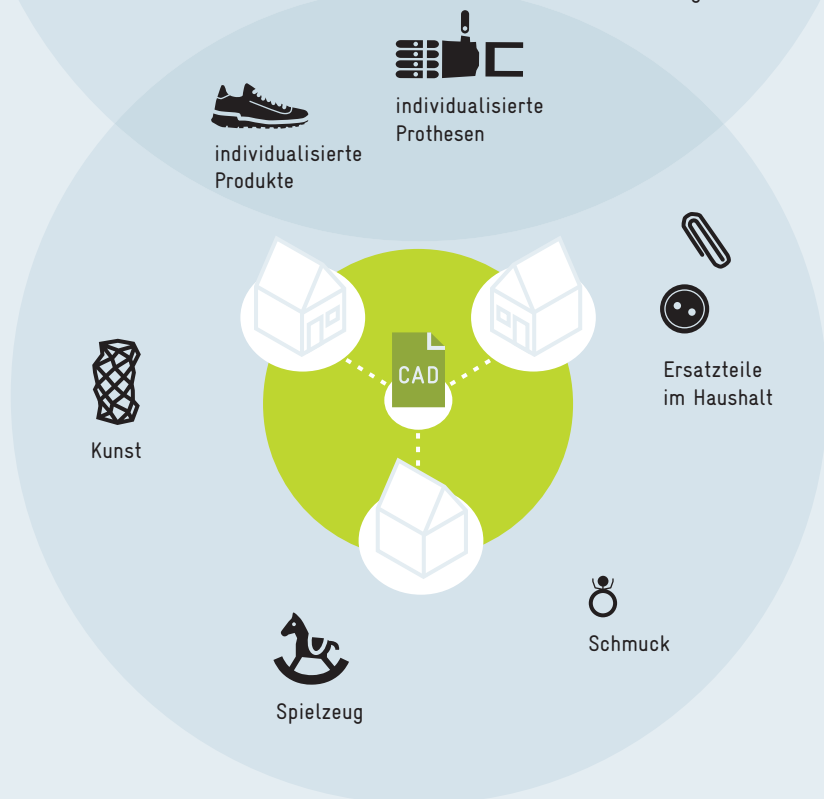 individualisierte
Prothesen
individualisierte
Produkte
CAD
Ersatzteile
im Haushalt
Kunst
Schmuck
Spielzeug